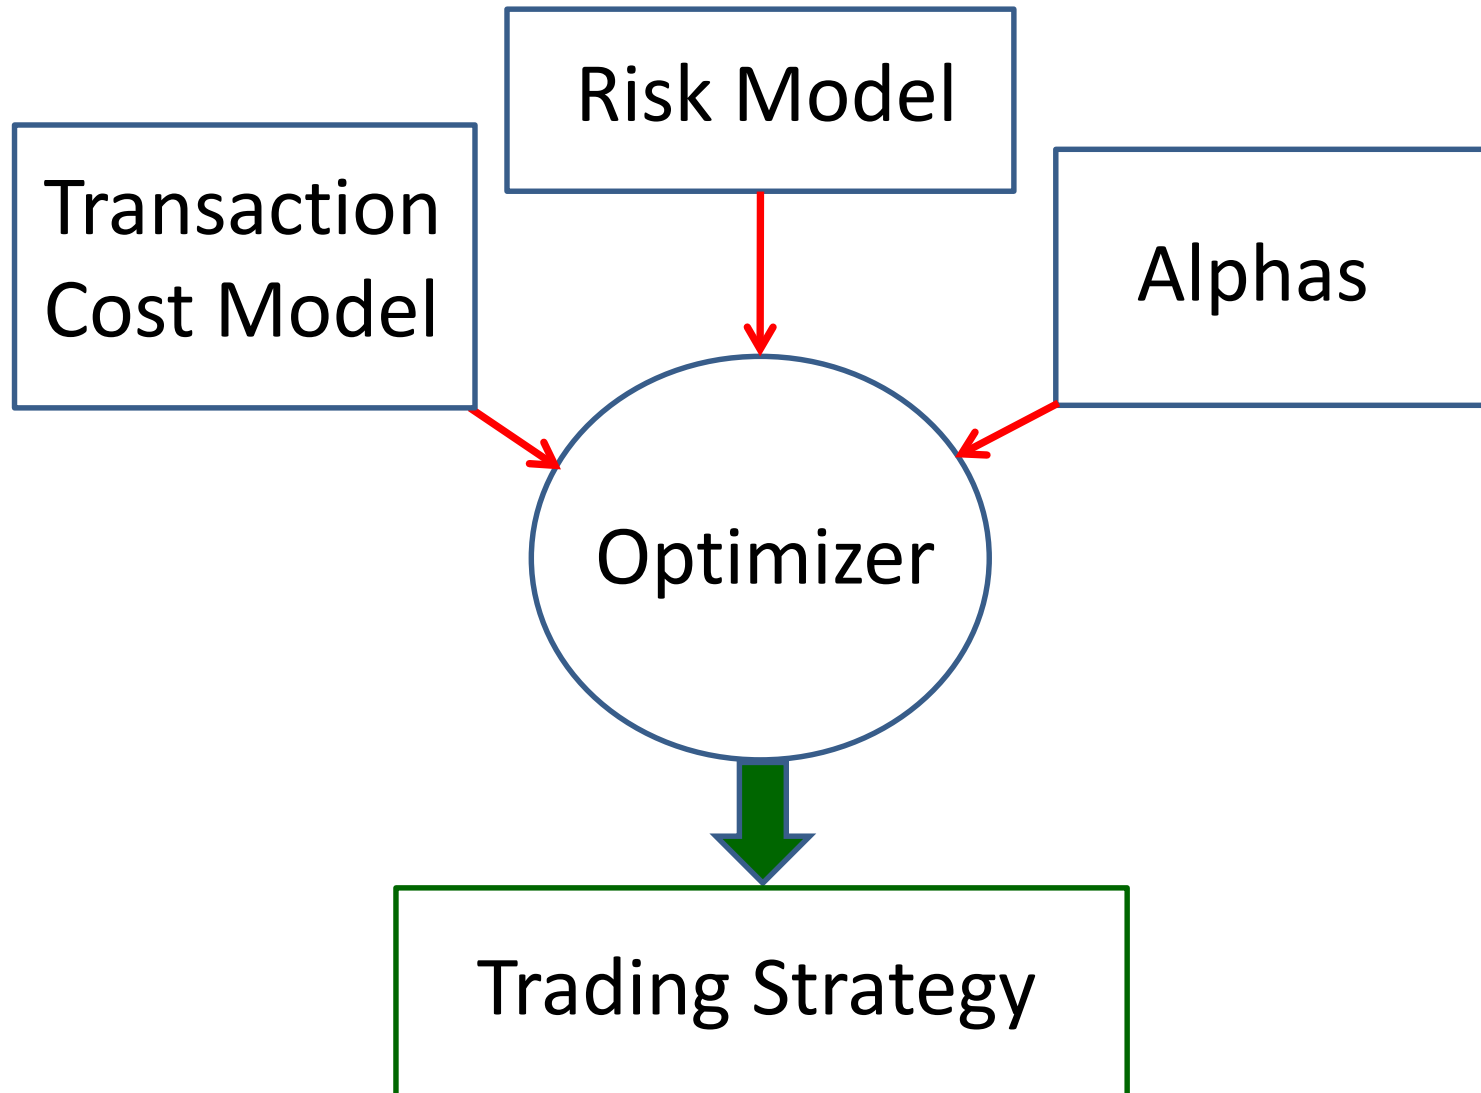 Risk Model
Transaction
Cost Model
Alphas
Optimizer
Trading Strategy